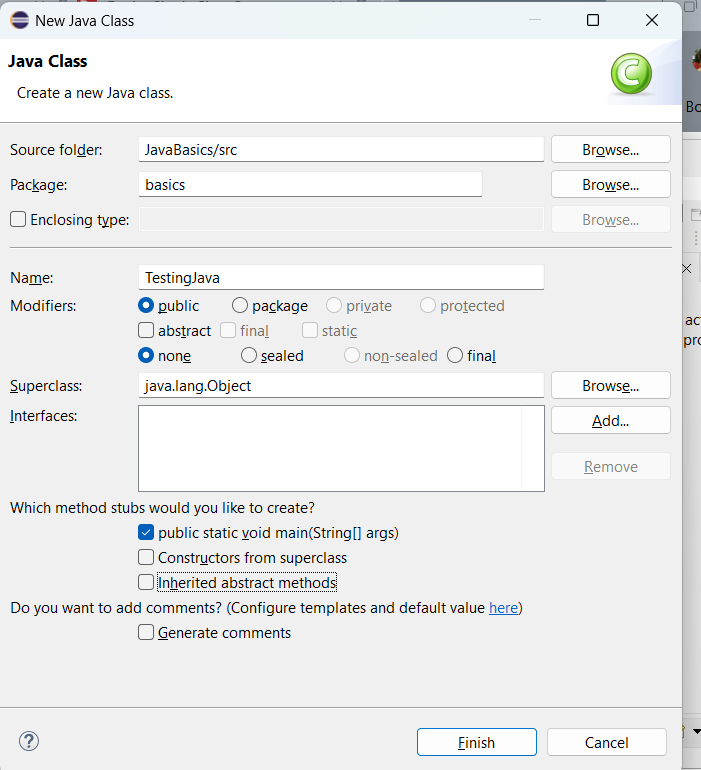 New Java Class
Java Class
Create a new Java class.
Source folder: JavaBasics/src Browse...
Package: basics Browse...
Enclosing type: Browse...
Name: TestingJava
Modifiers: public package private protected
abstract final static
none sealed non-sealed final
Superclass: java.lang.Object Browse...
Interfaces: Add...
Remove
Which method stubs would you like to create?
public static void main(String[] args)
Constructors from superclass
Inherited abstract methods
Do you want to add comments? (Configure templates and default value here)
Generate comments
Finish Cancel
Bo
ac
pro